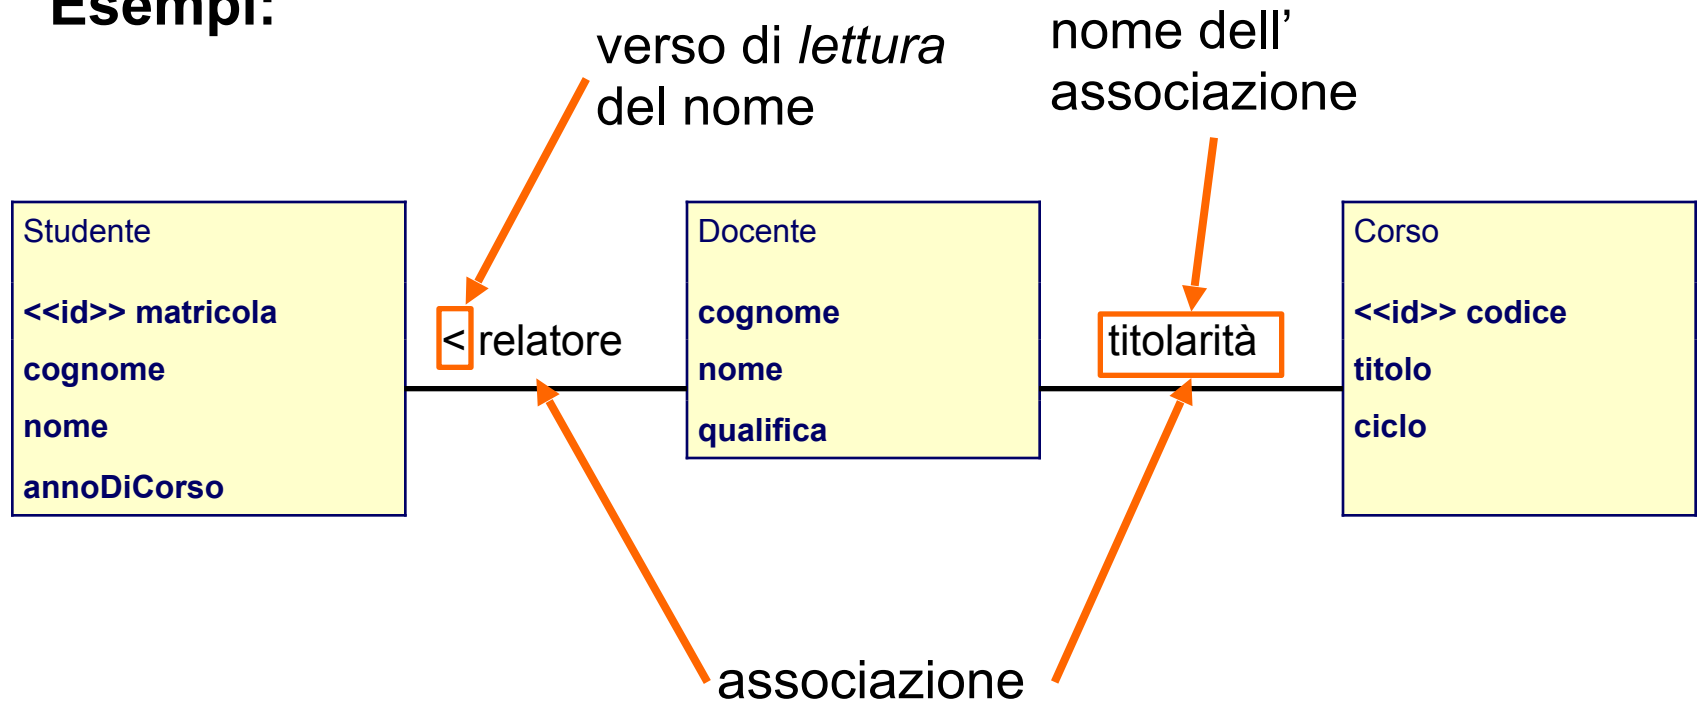 Esempi:
verso di lettura
del nome
nome dell’
associazione
Studente
<<id>> matricola
cognome
nome
annoDiCorso
< relatore
Docente
cognome
nome
qualifica
titolarità
Corso
<<id>> codice
titolo
ciclo
associazione